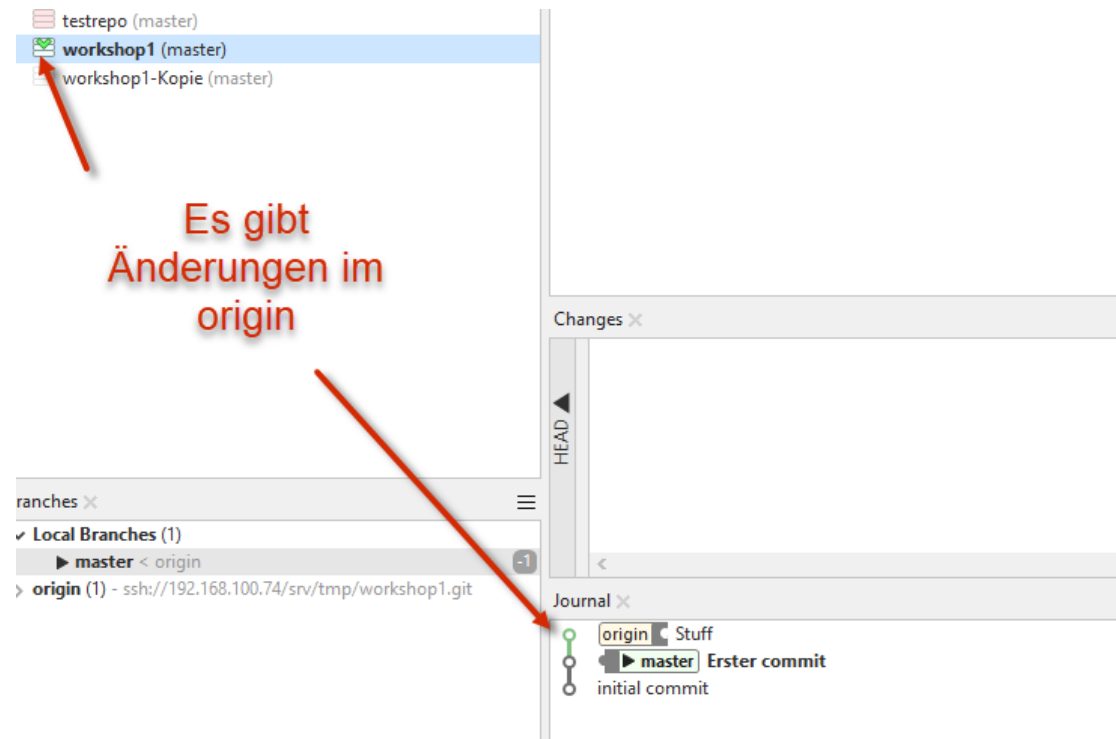 testrepo (master)
workshop1 (master)
workshop1-Kopie (master)
Es gibt
Änderungen im
origin
Changes
HEAD
ranches
Local Branches (1)
master < origin
-1
origin (1) - ssh://192.168.100.74/srv/tmp/workshop1.git
Journal
origin Stuff
master Erster commit
initial commit